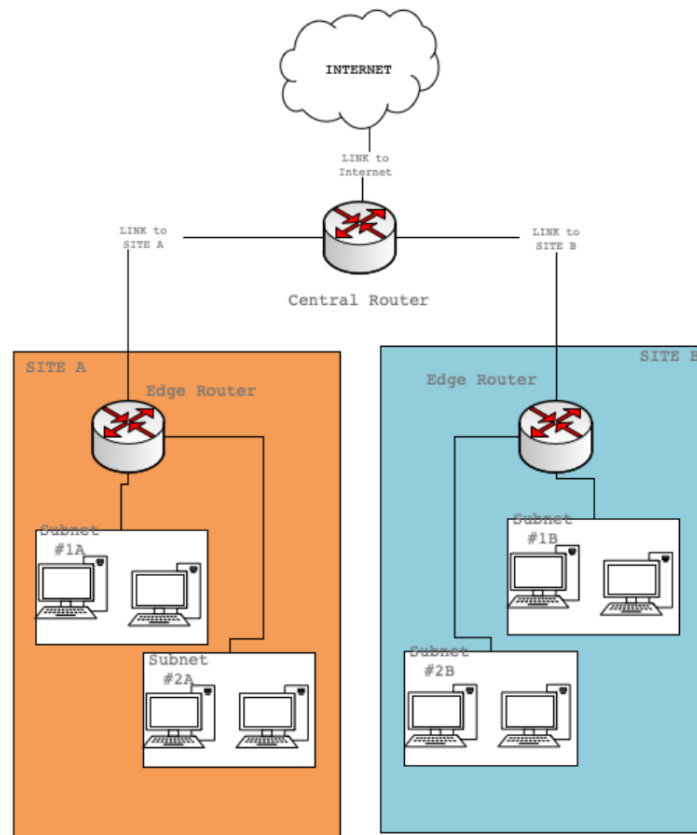 INTERNET
LINK to
Internet
LINK to
SITE A
LINK to
SITE B
Central Router
SITE A
Edge Router
Subnet
#1A
Subnet
#2A
SITE B
Edge Router
Subnet
#1B
Subnet
#2B